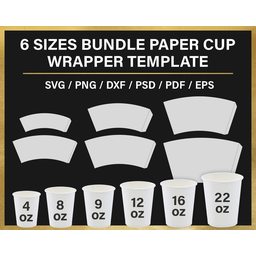 6 SIZES BUNDLE PAPER CUP
WRAPPER TEMPLATE
SVG / PNG / DXF / PSD / PDF / EPS
4 oz
8 oz
9 oz
12 oz
16 oz
22 oz